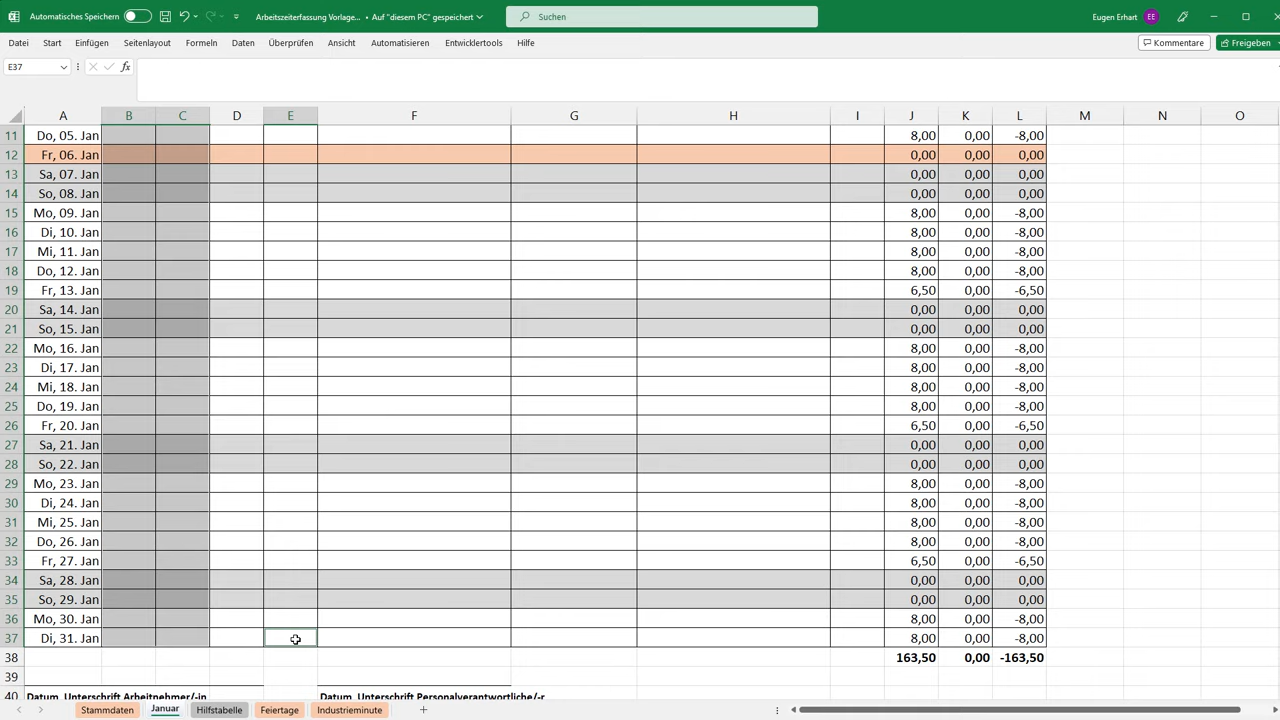 Automatisches Speichern Arbeitszeiterfassung Vorlage... • Auf "diesem PC" gespeichert Suchen Eugen Erhart EE
Datei Start Einfügen Seitenlayout Formeln Daten Überprüfen Ansicht Automatisieren Entwicklertools Hilfe Kommentare Freigeben
E37 fx
A B C D E F G H I J K L M N O
11 Do, 05. Jan 8,00 0,00 -8,00
12 Fr, 06. Jan 0,00 0,00 0,00
13 Sa, 07. Jan 0,00 0,00 0,00
14 So, 08. Jan 0,00 0,00 0,00
15 Mo, 09. Jan 8,00 0,00 -8,00
16 Di, 10. Jan 8,00 0,00 -8,00
17 Mi, 11. Jan 8,00 0,00 -8,00
18 Do, 12. Jan 8,00 0,00 -8,00
19 Fr, 13. Jan 6,50 0,00 -6,50
20 Sa, 14. Jan 0,00 0,00 0,00
21 So, 15. Jan 0,00 0,00 0,00
22 Mo, 16. Jan 8,00 0,00 -8,00
23 Di, 17. Jan 8,00 0,00 -8,00
24 Mi, 18. Jan 8,00 0,00 -8,00
25 Do, 19. Jan 8,00 0,00 -8,00
26 Fr, 20. Jan 6,50 0,00 -6,50
27 Sa, 21. Jan 0,00 0,00 0,00
28 So, 22. Jan 0,00 0,00 0,00
29 Mo, 23. Jan 8,00 0,00 -8,00
30 Di, 24. Jan 8,00 0,00 -8,00
31 Mi, 25. Jan 8,00 0,00 -8,00
32 Do, 26. Jan 8,00 0,00 -8,00
33 Fr, 27. Jan 6,50 0,00 -6,50
34 Sa, 28. Jan 0,00 0,00 0,00
35 So, 29. Jan 0,00 0,00 0,00
36 Mo, 30. Jan 8,00 0,00 -8,00
37 Di, 31. Jan 8,00 0,00 -8,00
38 163,50 0,00 -163,50
39
40 Datum, Unterschrift Arbeitnehmer/-in Datum, Unterschrift Personalverantwortliche/-r
Stammdaten Januar Hilfstabelle Feiertage Industrieminute